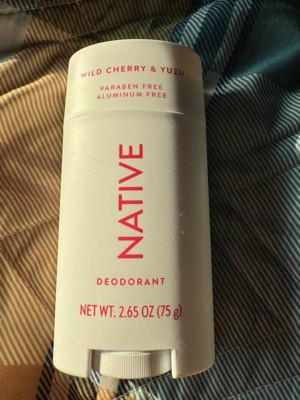 WILD CHERRY & YUZU
PARABEN FREE
ALUMINUM FREE
NATIVE
DEODORANT
NET WT. 2.65 OZ (75 g)